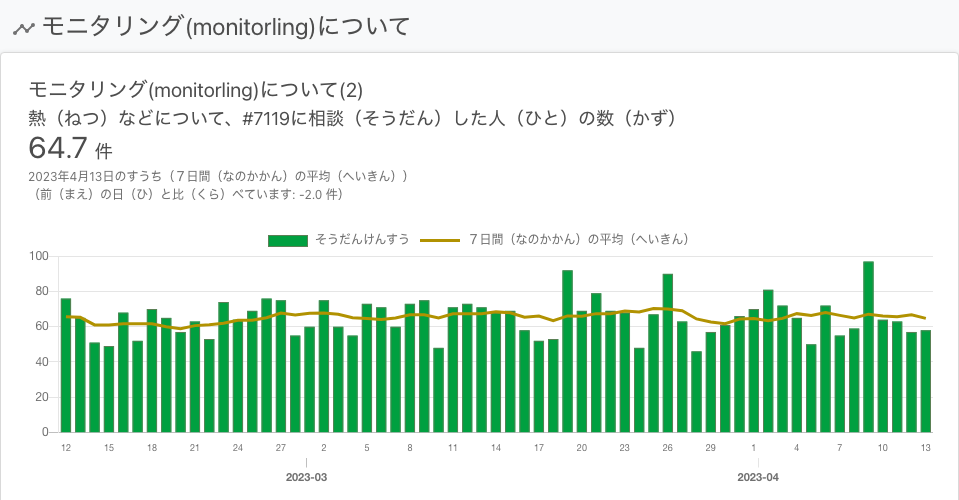 モニタリング(monitorling)について
モニタリング(monitorling)について(2)
熱（ねつ）などについて、#7119に相談（そうだん）した人（ひと）の数（かず）
64.7 件
2023年4月13日のすうち（７日間（なのかかん）の平均（へいきん））
（前（まえ）の日（ひ）と比（くら）べています: -2.0 件）
そうだんけんすう ７日間（なのかかん）の平均（へいきん）
100
80
60
40
20
0
12 15 18 21 24 27 2 5 8 11 14 17 20 23 26 29 1 4 7 10 13
2023-03 2023-04